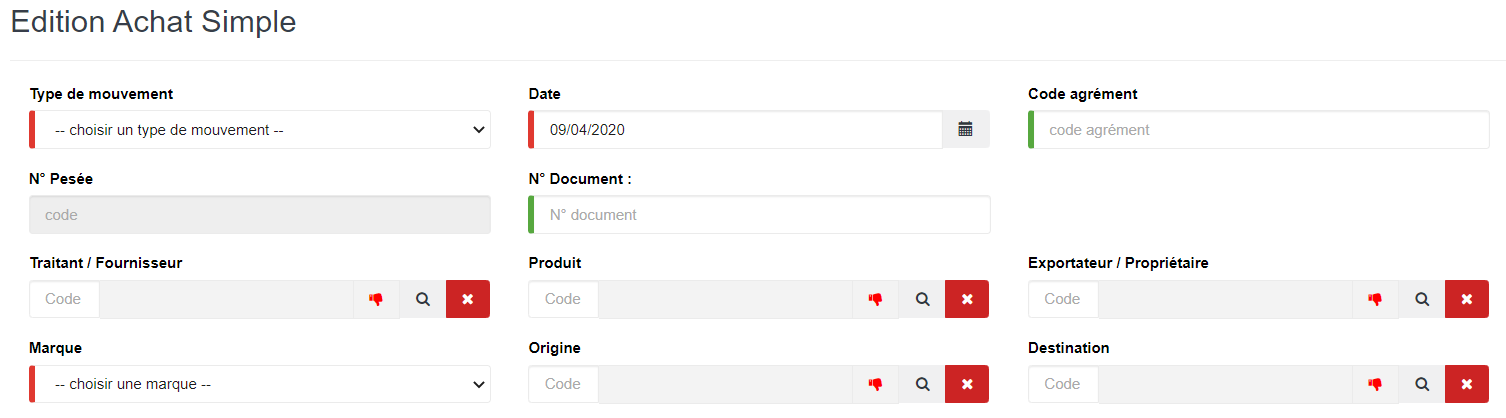 Edition Achat Simple
Type de mouvement Date Code agrément
-- choisir un type de mouvement -- 09/04/2020 code agrément
N° Pesée N° Document :
code N° document
Traitant / Fournisseur Produit Exportateur / Propriétaire
Code Code Code
Marque Origine Destination
-- choisir une marque -- Code Code